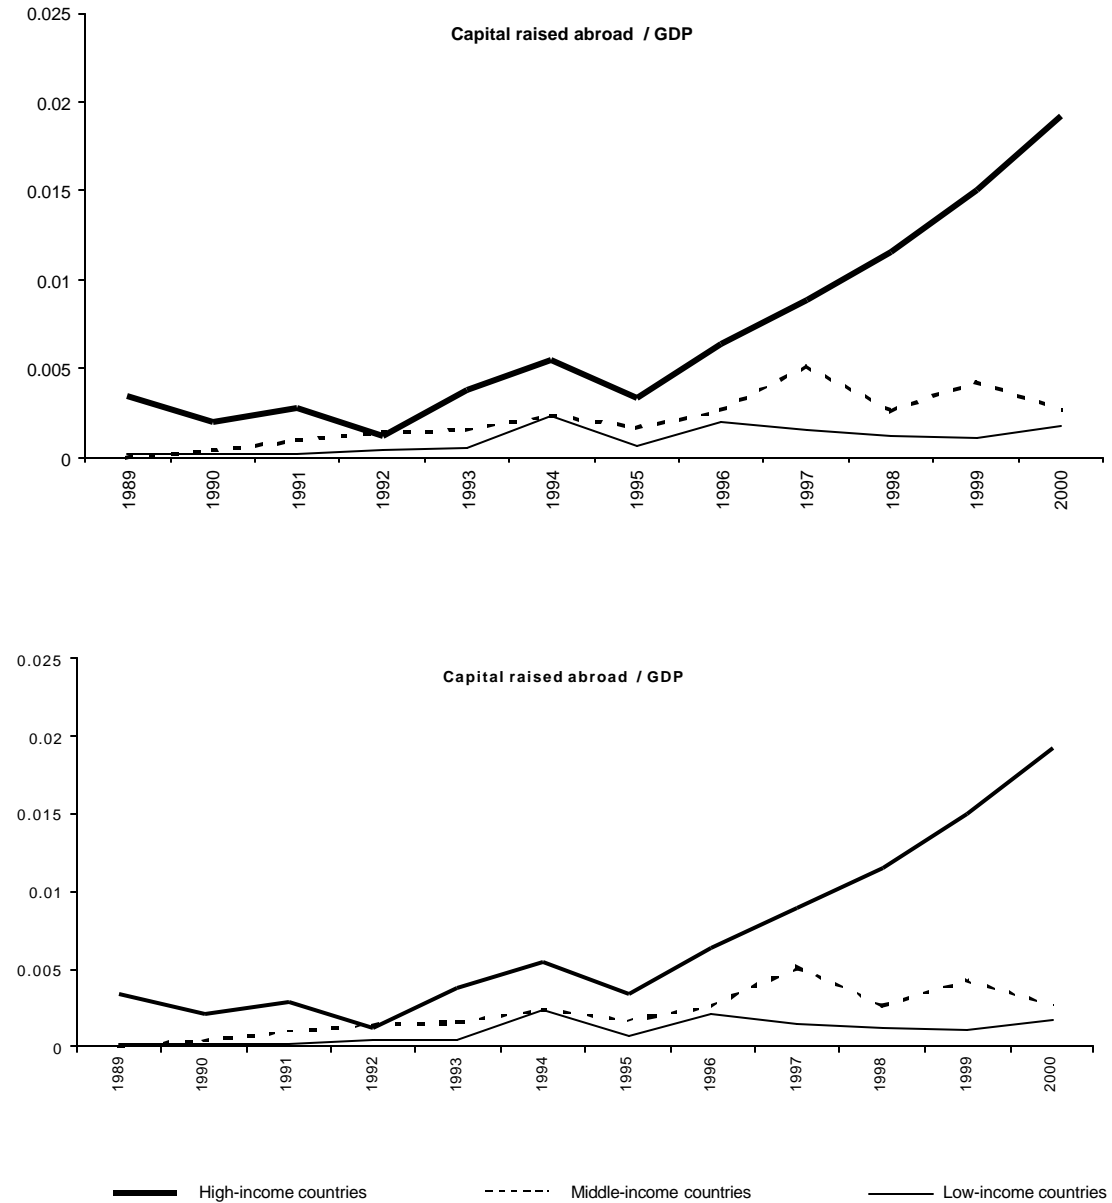 0.025
Capital raised abroad / GDP
0.02
0.015
0.01
0.005
0
1989 1990 1991 1992 1993 1994 1995 1996 1997 1998 1999 2000
0.025
Capital raised abroad / GDP
0.02
0.015
0.01
0.005
0
1989 1990 1991 1992 1993 1994 1995 1996 1997 1998 1999 2000
High-income countries Middle-income countries Low-income countries